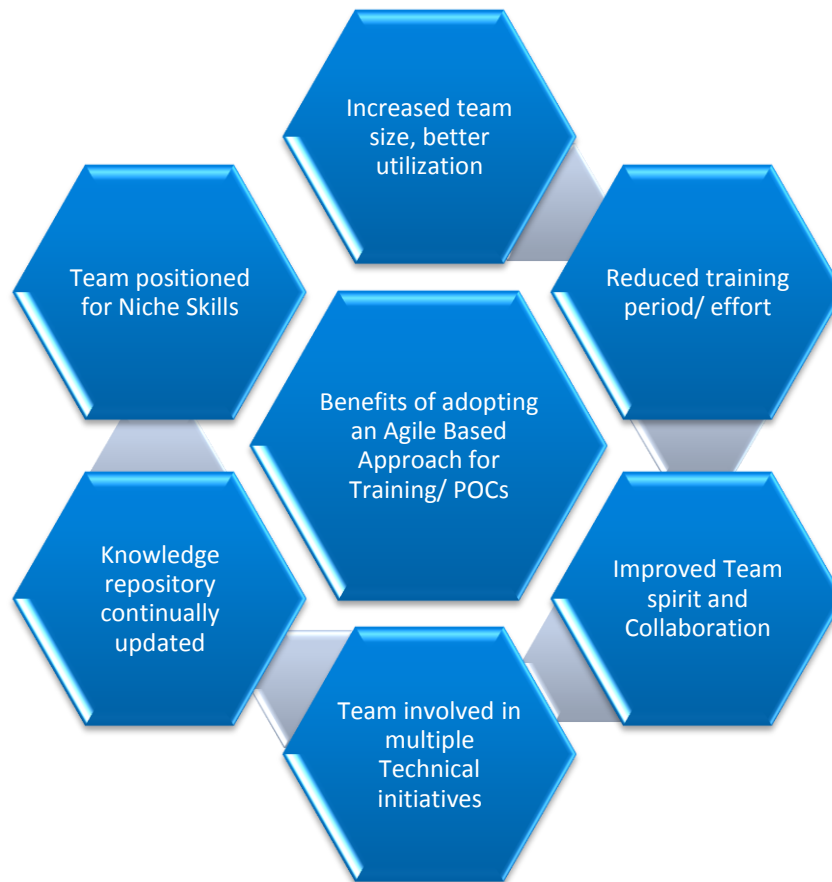 Increased team
size, better
utilization
Team positioned
for Niche Skills
Reduced training
period/ effort
Benefits of adopting
an Agile Based
Approach for
Training/ POCs
Knowledge
repository
continually
updated
Improved Team
spirit and
Collaboration
Team involved in
multiple
Technical
initiatives